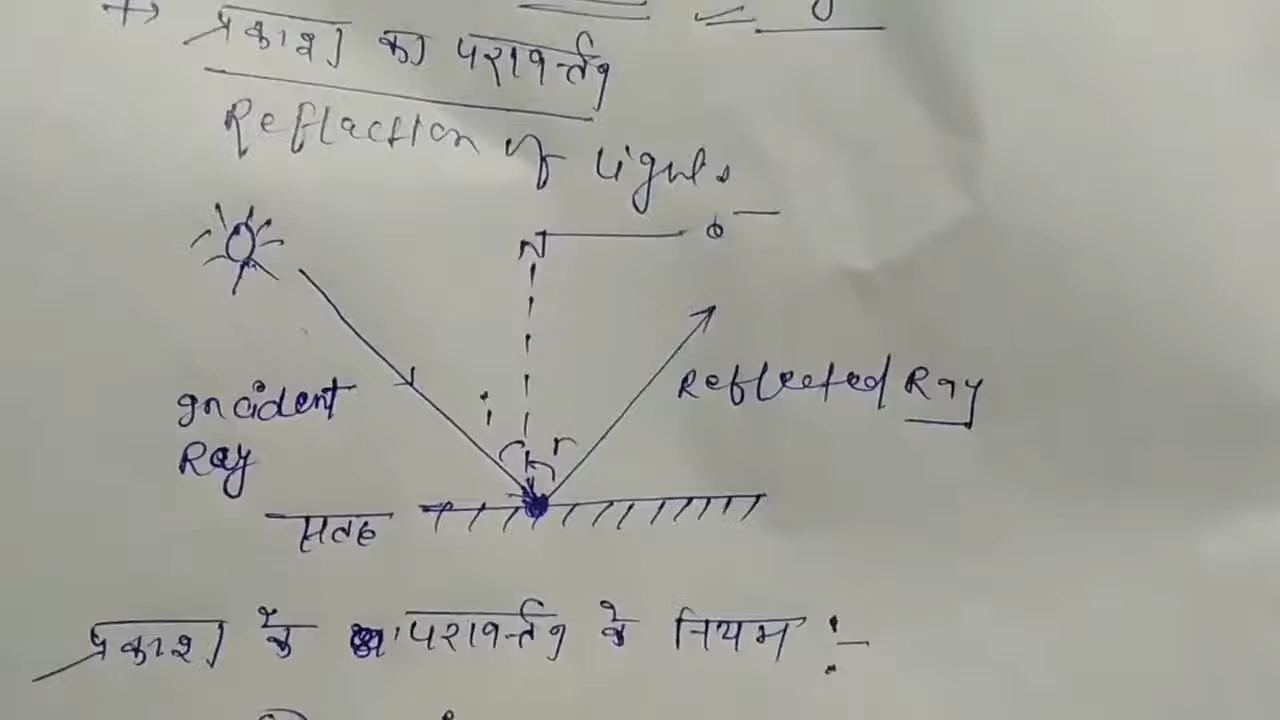 प्रकाश का परावर्तन
Reflaction of Light
N
Incident
Ray
i
r
Reflected Ray
सतह
प्रकाश के परावर्तन के नियम :-